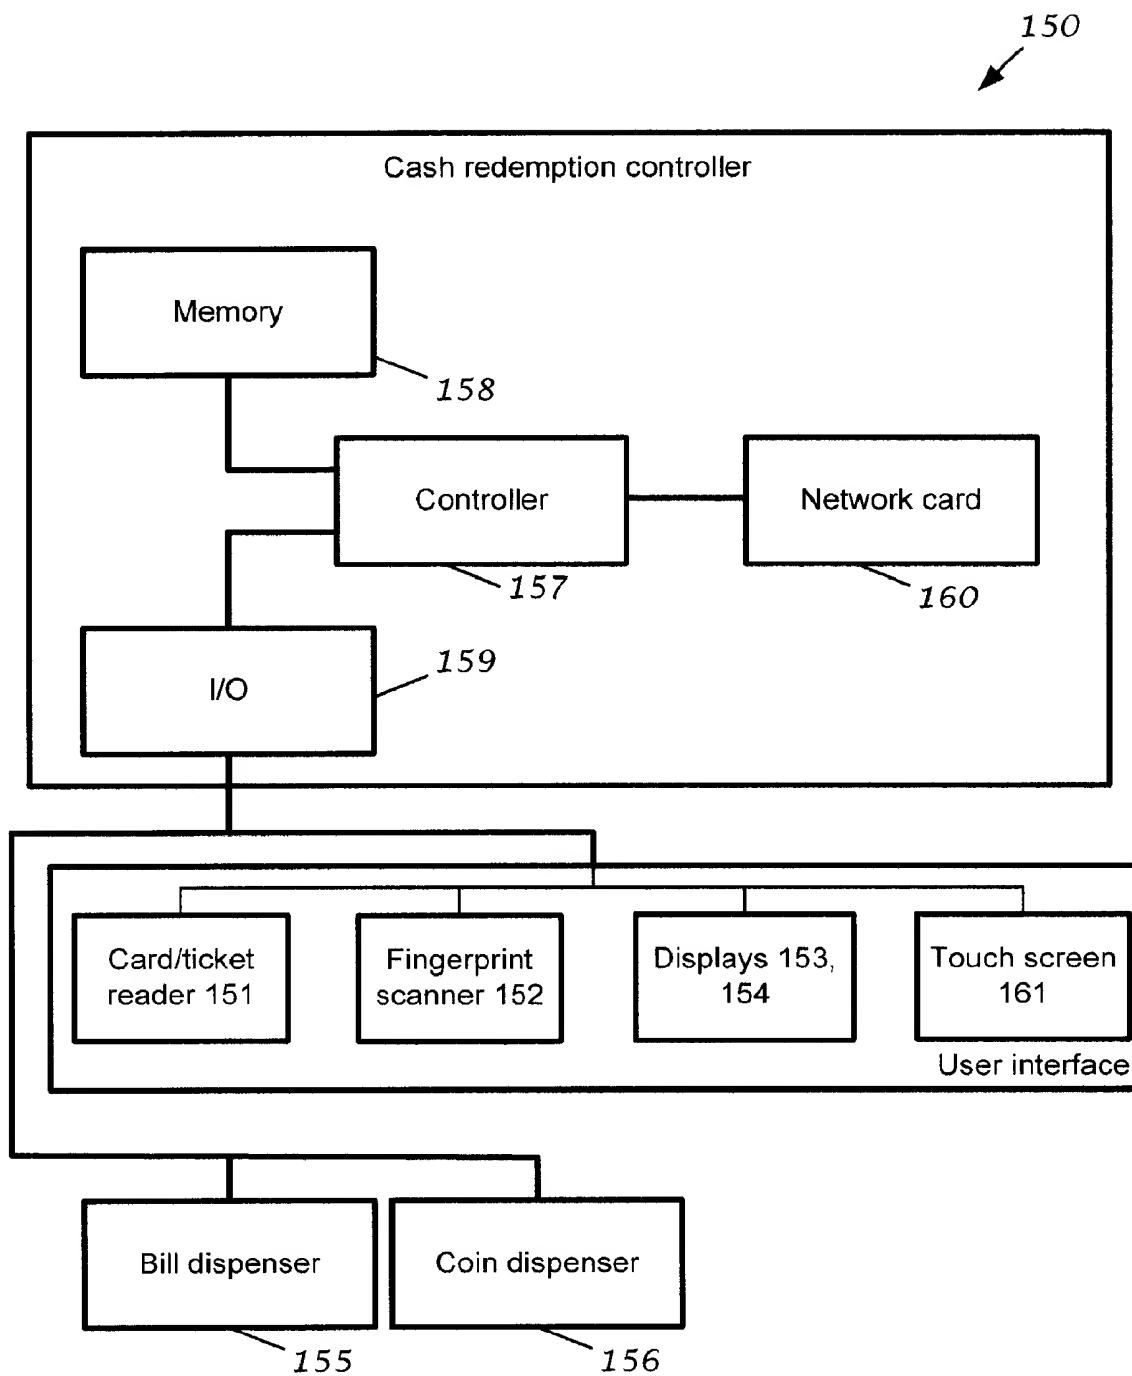 150
Cash redemption controller
Memory
158
Controller
Network card
157
160
159
I/O
Card/ticket
reader 151
Fingerprint
scanner 152
Displays 153,
154
Touch screen
161
User interface
Bill dispenser
Coin dispenser
155
156